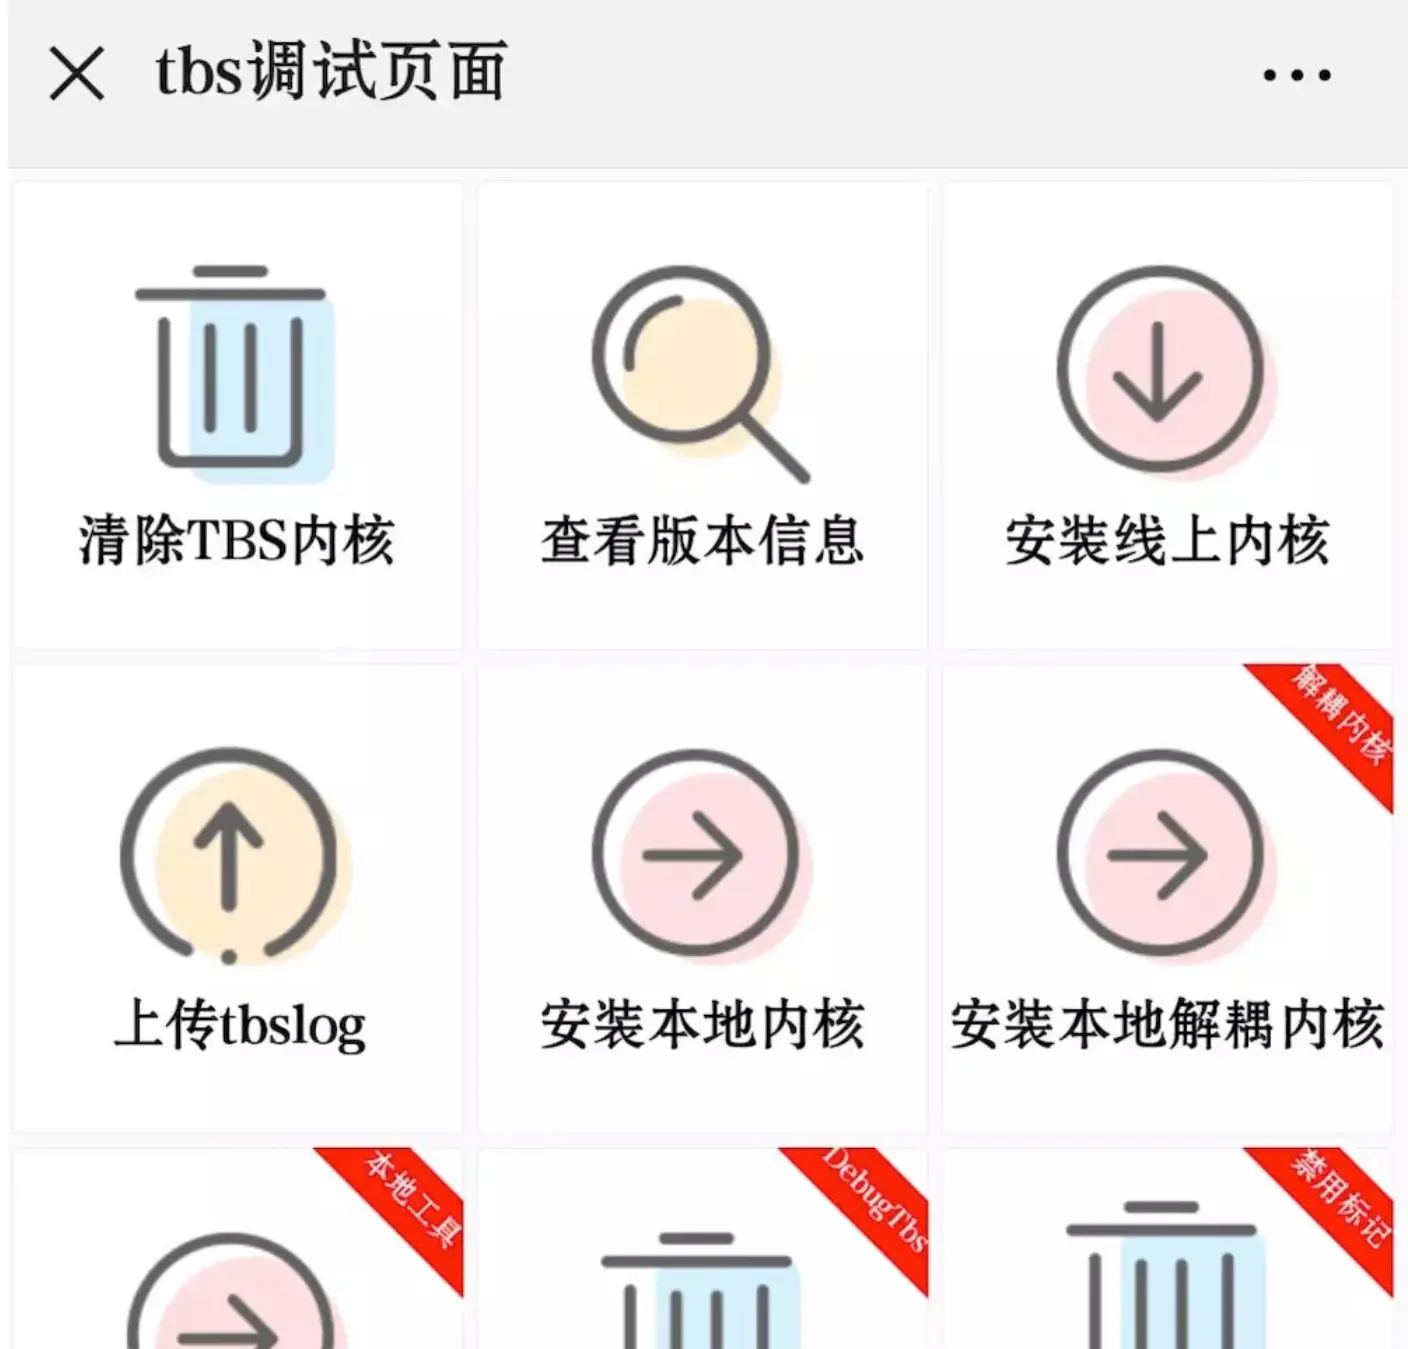 tbs调试页面
清除TBS内核
查看版本信息
安装线上内核
解耦内核
上传tbslog
安装本地内核
安装本地解耦内核
本地工具
DebugTbs
禁用标记